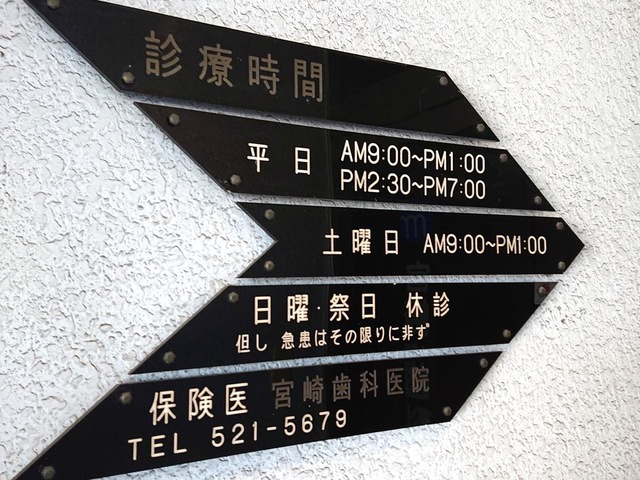 診療時間
平日 AM9:00~PM1:00
PM2:30~PM7:00
土曜日 AM9:00~PM1:00
日曜・祭日 休診
但し 急患はその限りに非ず
保険医 宮崎歯科医院
TEL 521-5679